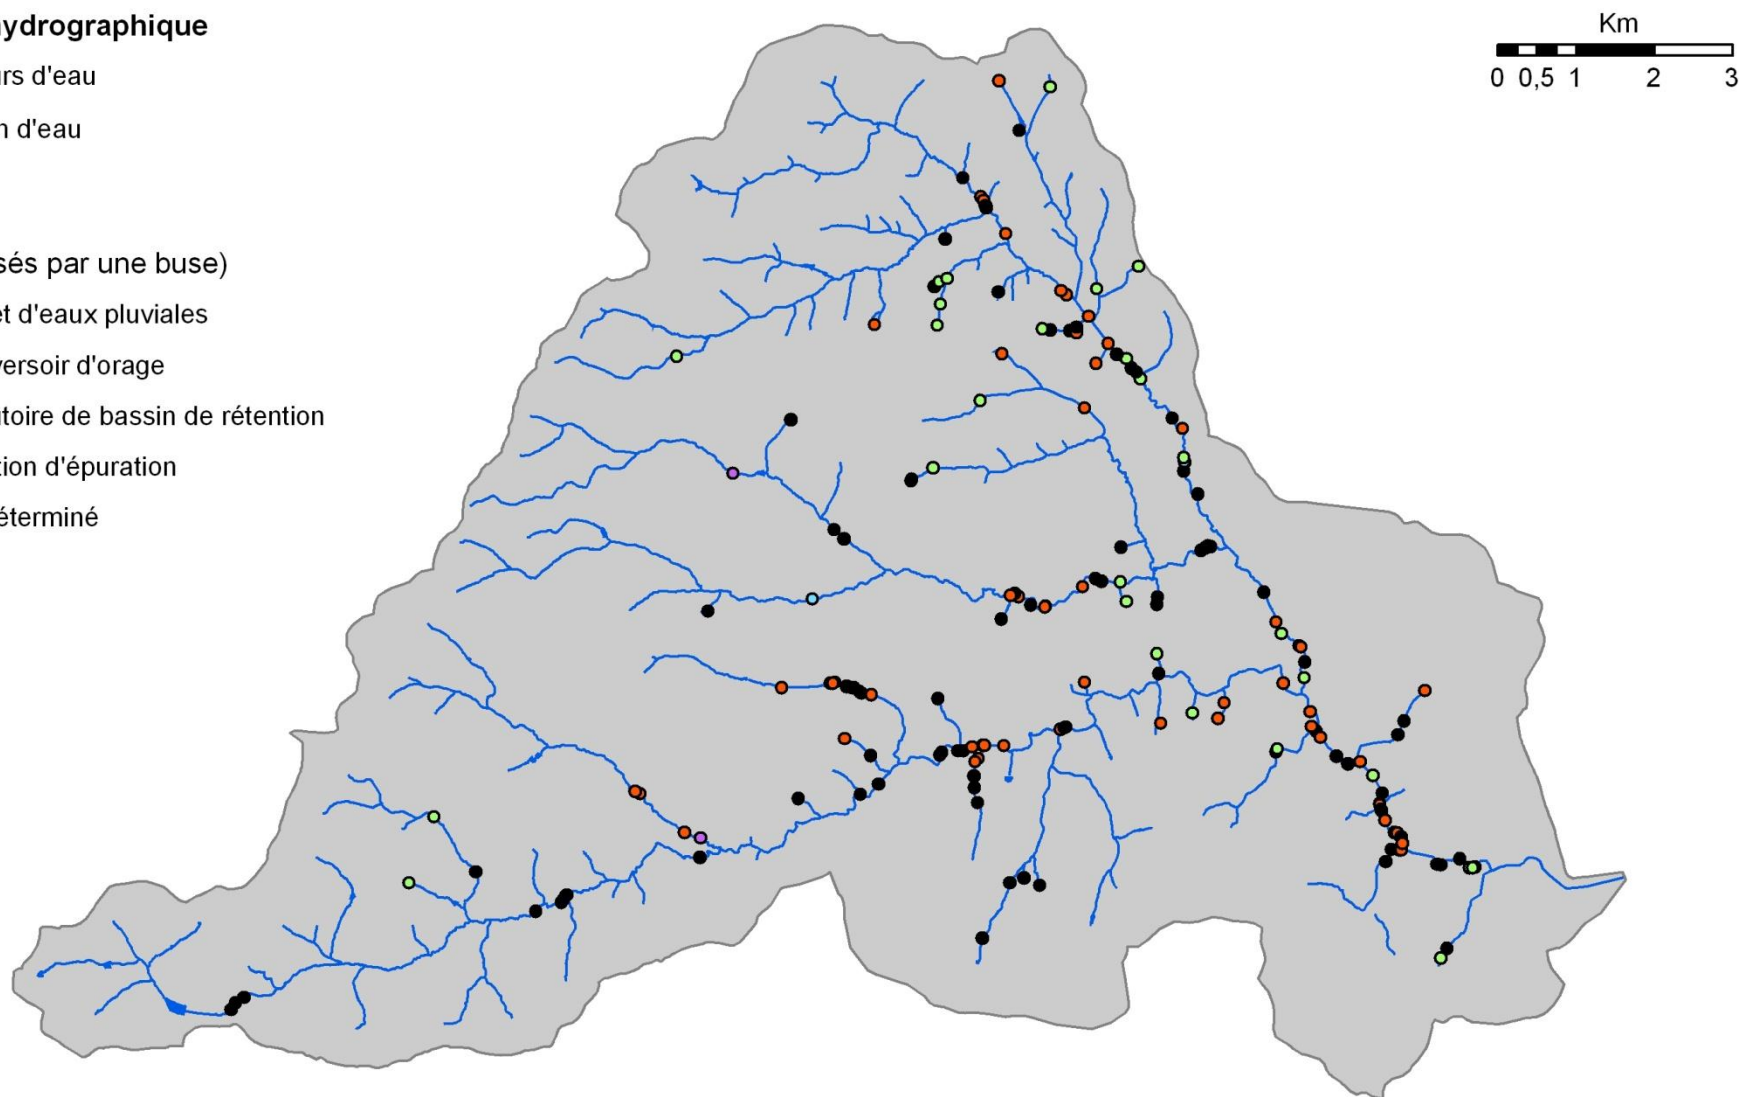 ydrographique
rs d'eau
n d'eau
sés par une buse)
et d'eaux pluviales
versoir d'orage
utoire de bassin de rétention
tion d'épuration
éterminé
Km
0 0,5 1 2 3